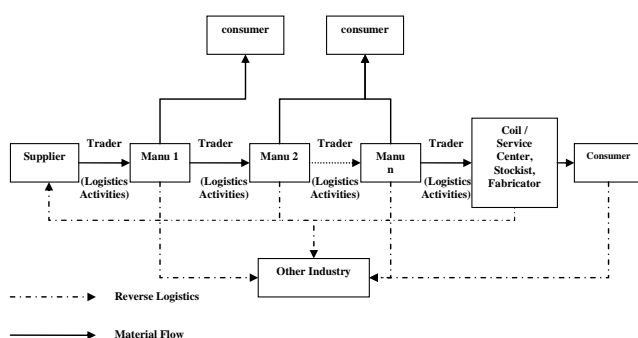 consumer
consumer
Supplier
Trader
(Logistics
Activities)
Manu 1
Trader
(Logistics
Activities)
Manu 2
Trader
(Logistics
Activities)
Manu
n
Trader
(Logistics
Activities)
Coil /
Service
Center,
Stockist,
Fabricator
Consumer
Other Industry
Reverse Logistics
Material Flow